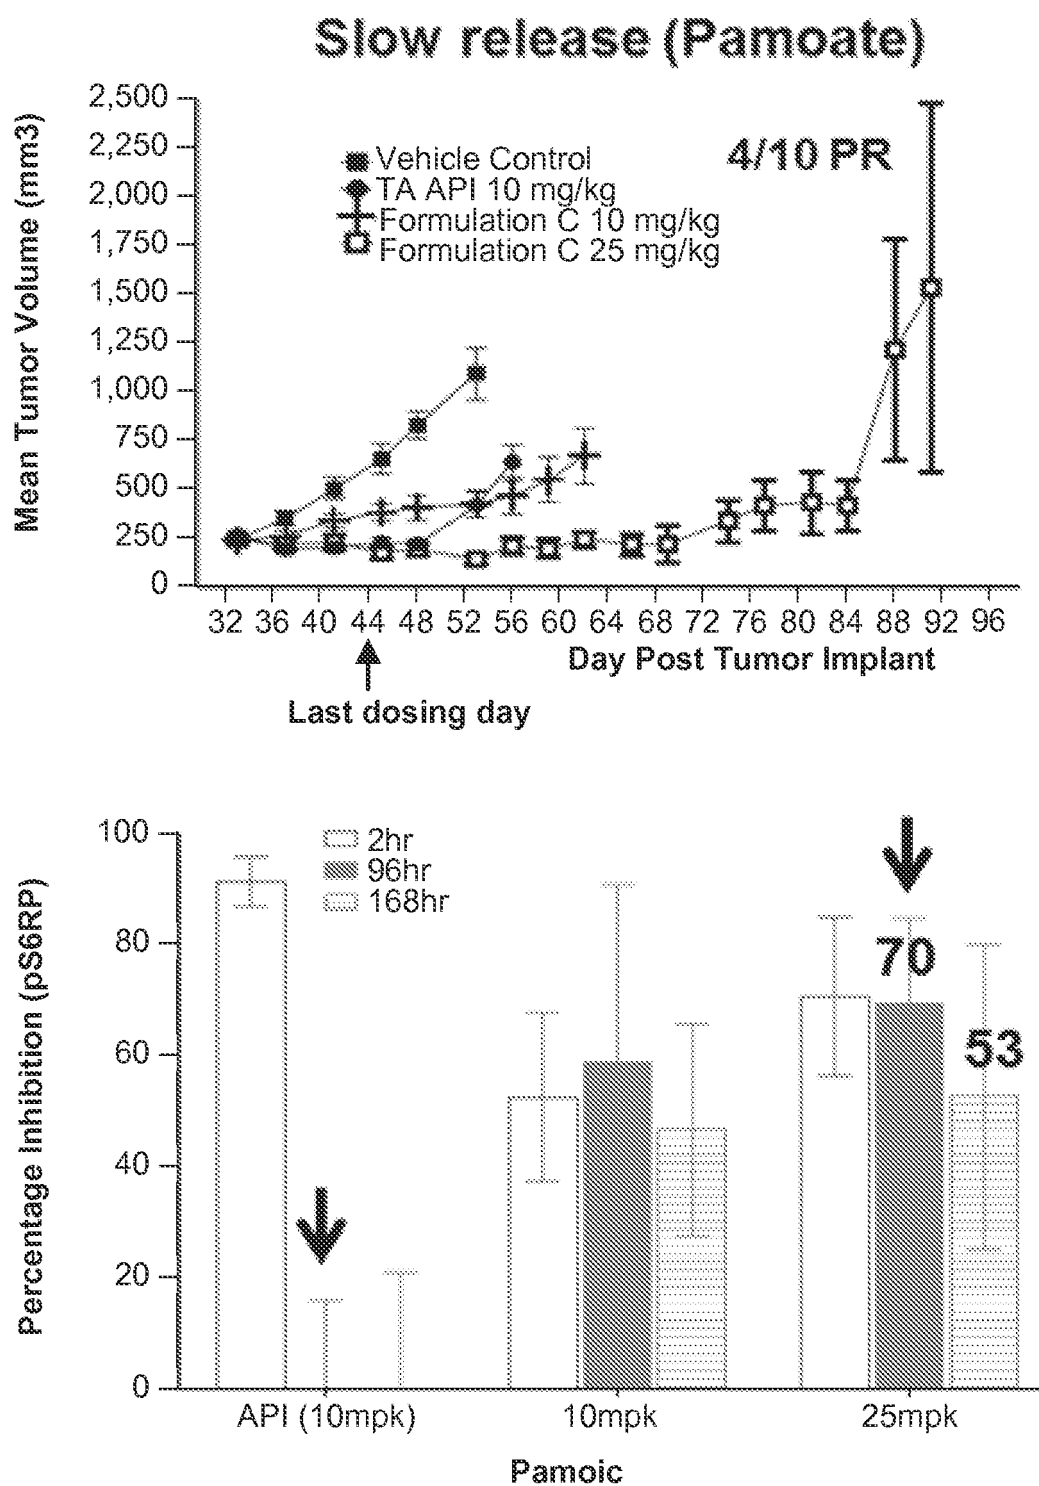 Slow release (Pamoate)
Mean Tumor Volume (mm3)
2,500
2,250
2,000
1,750
1,500
1,250
1,000
750
500
250
0
Vehicle Control
TA API 10 mg/kg
Formulation C 10 mg/kg
Formulation C 25 mg/kg
4/10 PR
32 36 40 44 48 52 56 60 64 68 72 76 80 84 88 92 96
Day Post Tumor Implant
Last dosing day
Percentage Inhibition (pS6RP)
100
80
60
40
20
0
2hr
96hr
168hr
70
53
API (10mpk) 10mpk 25mpk
Pamoic